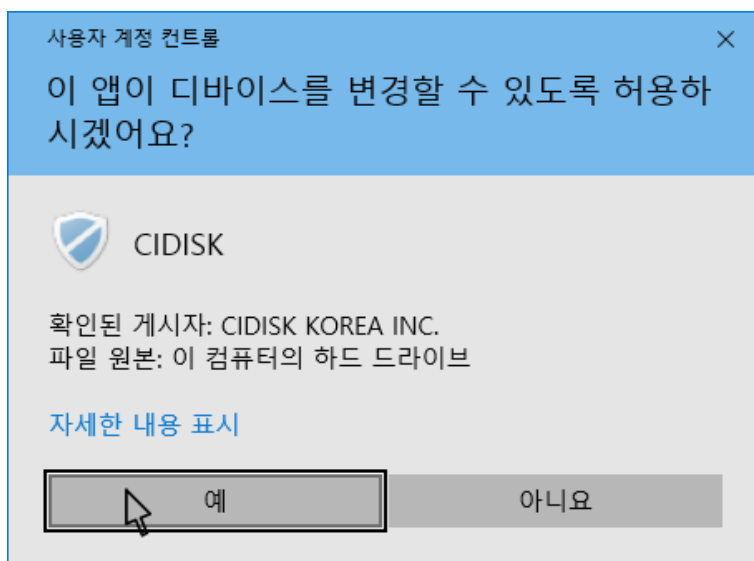 사용자 계정 컨트롤
이 앱이 디바이스를 변경할 수 있도록 허용하
시겠어요?
CIDISK
확인된 게시자: CIDISK KOREA INC.
파일 원본: 이 컴퓨터의 하드 드라이브
자세한 내용 표시
예
아니요